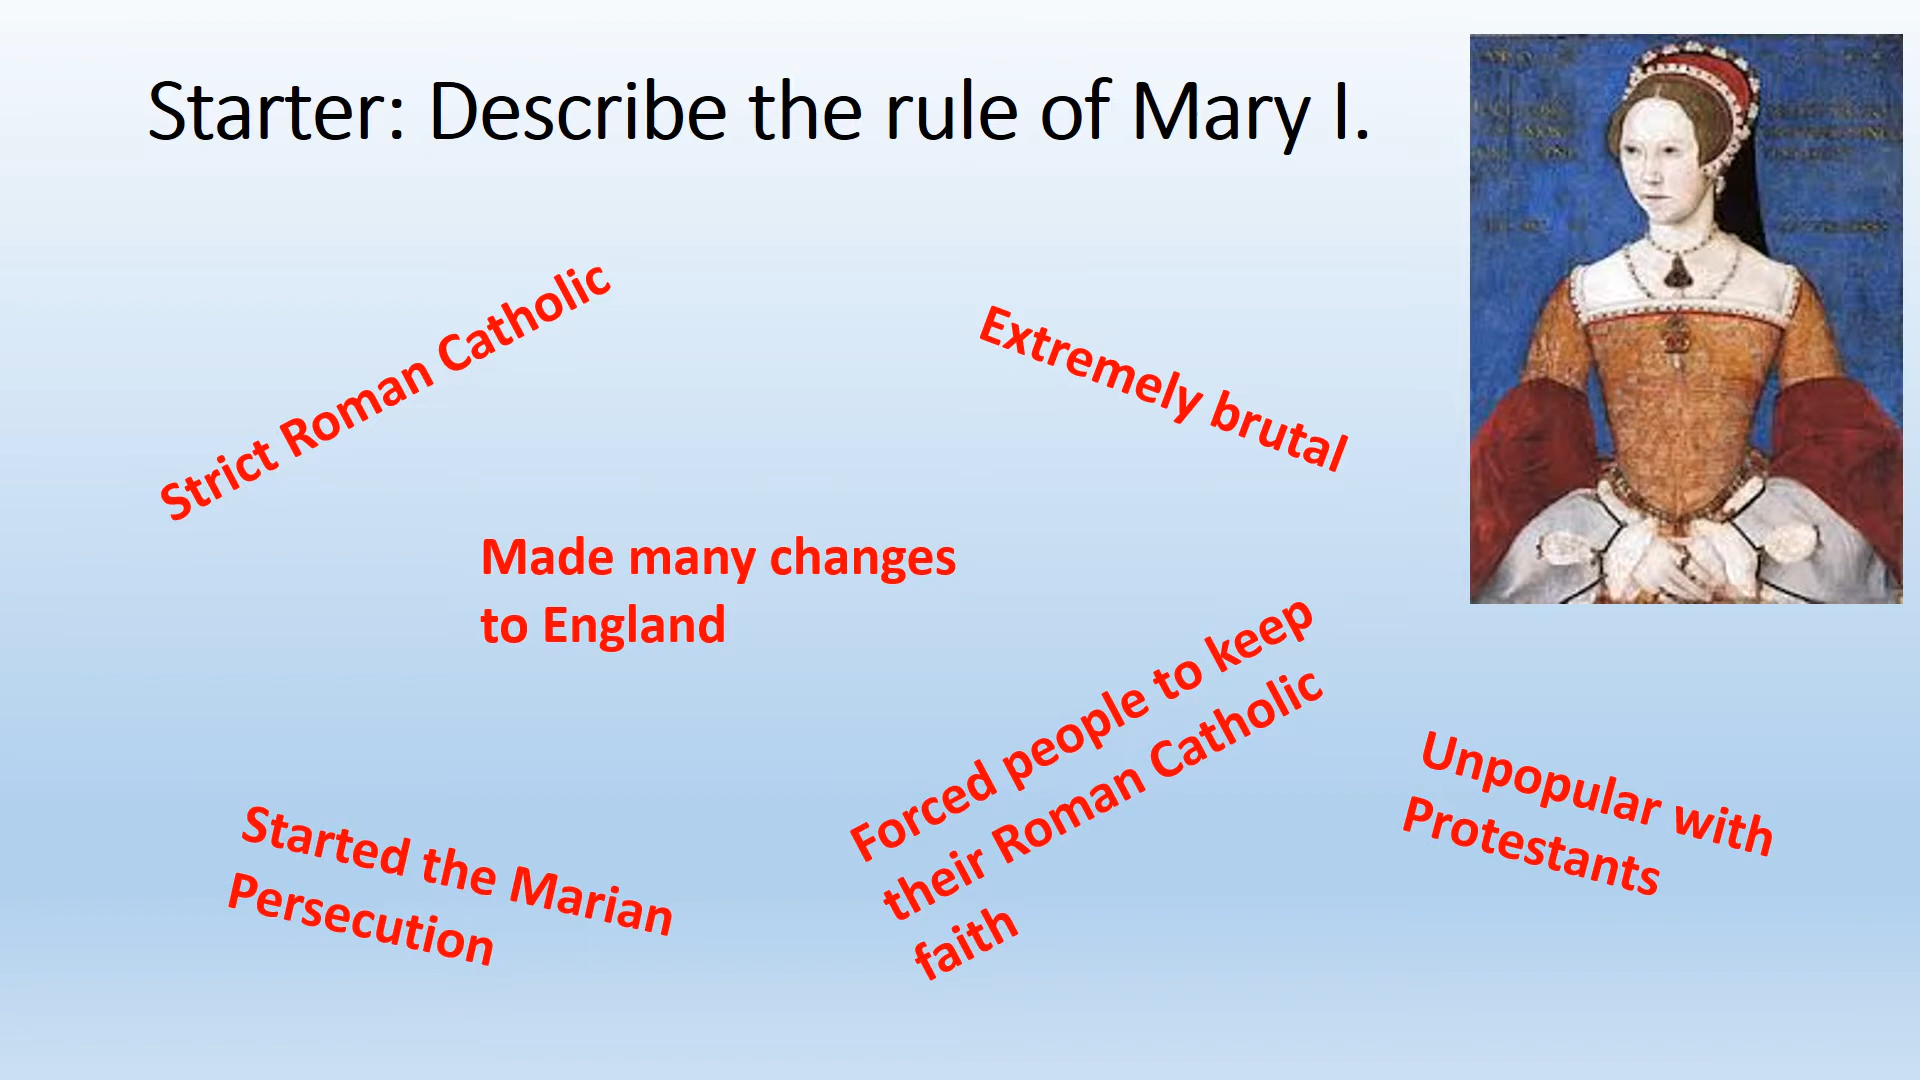 Starter: Describe the rule of Mary I.
Strict Roman Catholic
Extremely brutal
Made many changes
to England
Forced people to keep
their Roman Catholic
faith
Unpopular with
Protestants
Started the Marian
Persecution